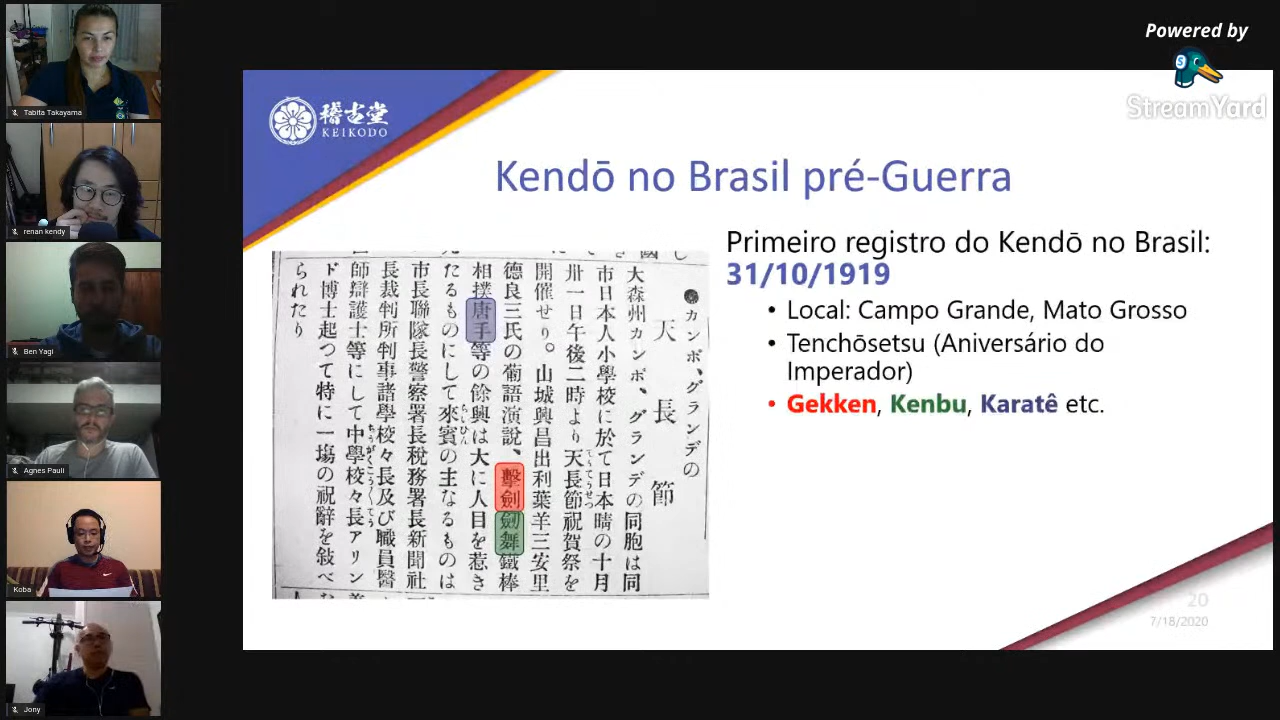 Powered by
StreamYard
稽古堂
KEIKODO
Kendō no Brasil pré-Guerra
Primeiro registro do Kendō no Brasil:
31/10/1919
• Local: Campo Grande, Mato Grosso
• Tenchōsetsu (Aniversário do
Imperador)
• Gekken, Kenbu, Karatê etc.
●カンポ、グランデの
天長節
大森州カンポ、グランデの同胞は同
市日本人小學校に於て日本晴の十月
卅一日午後二時より天長節祝賀祭を
開催せり。山城興昌出利葉羊三安里
德良三氏の葡語演說、擊劍劒舞鐵棒
相撲唐手等の餘興は大に人目を惹き
たるものにして來賓の主なるものは
市長聯隊長警察署長稅務署長新聞社
長裁判所判事諸學校々長及び職員醫
師辯護士等にして中學校々長アリン
ド博士起つて特に一塲の祝辭を敍べ
られたり
20
7/18/2020
Tabita Takayama
renan kendy
Ben Yagi
Agnes Pauli
Koba
Jony